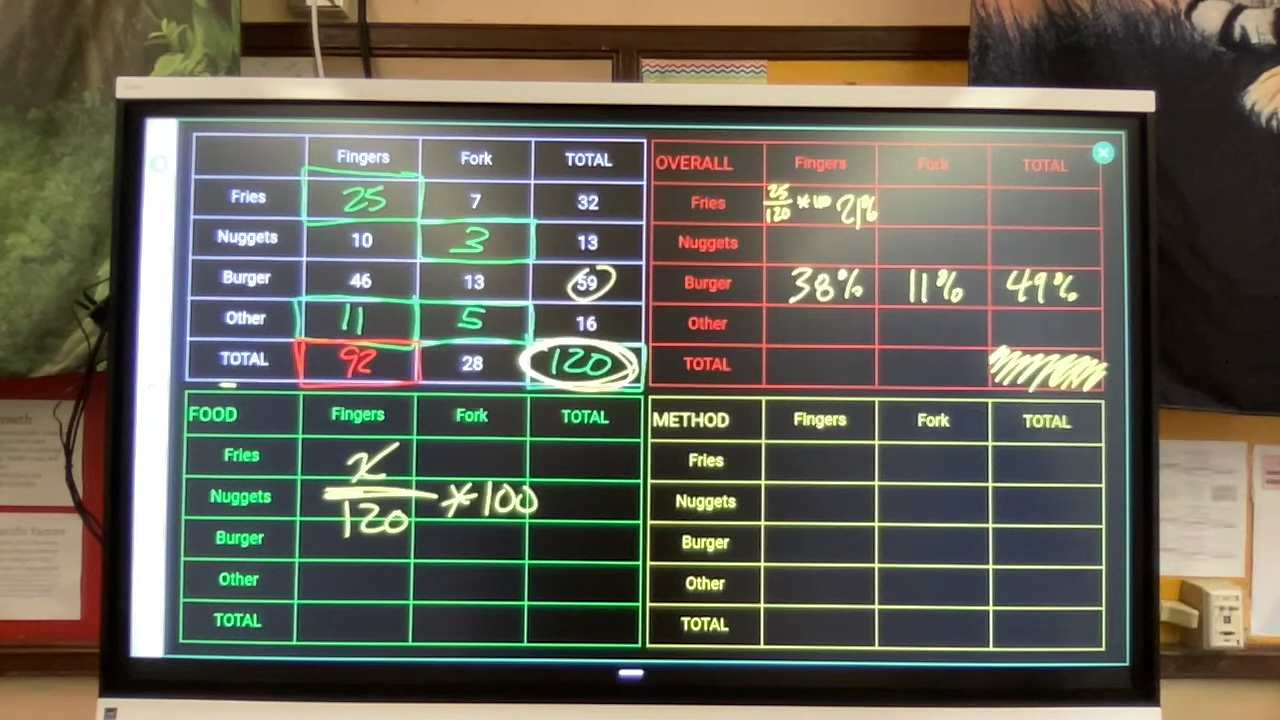 Fingers Fork TOTAL
Fries 25 7 32
Nuggets 10 3 13
Burger 46 13 59
Other 11 5 16
TOTAL 92 28 120
OVERALL Fingers Fork TOTAL
Fries 25/120 * 100 21%
Nuggets
Burger 38% 11% 49%
Other
TOTAL
FOOD Fingers Fork TOTAL
Fries
Nuggets
Burger
Other
TOTAL
x/120 * 100
METHOD Fingers Fork TOTAL
Fries
Nuggets
Burger
Other
TOTAL